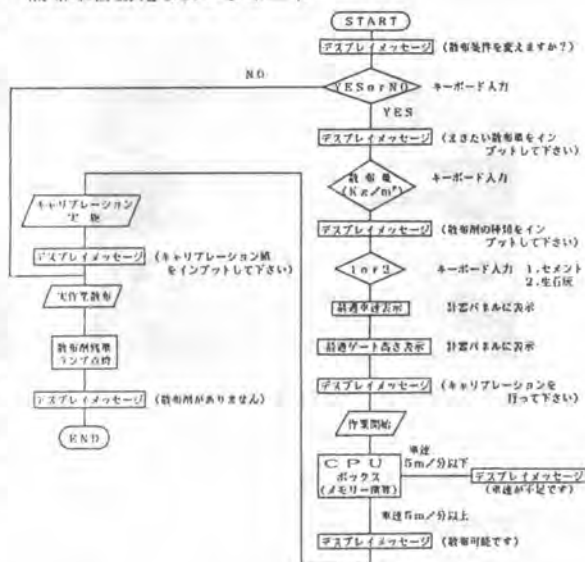 START
デスプレイメッセージ (散布条件を変えますか?)
NO
YESorNO キーボード入力
YES
デスプレイメッセージ (まきたい散布量をイン
プットして下さい)
散布量
(Kg/m²) キーボード入力
デスプレイメッセージ (散布剤の種類をイン
プットして下さい)
1or2 キーボード入力 1.セメント
2.生石灰
最適車速表示 計器パネルに表示
最適ゲート高さ表示 計器パネルに表示
デスプレイメッセージ (キャリブレーションを
行って下さい)
作業開始
車速
5m/分以下
CPU
ボックス
(メモリー演算)
デスプレイメッセージ
(車速が不足です)
車速5m/分以上
デスプレイメッセージ (散布可能です)
キャリブレーション
実施
デスプレイメッセージ (キャリブレーション値
をインプットして下さい)
実作業散布
散布剤残量
ランプ点灯
デスプレイメッセージ (散布剤がありません)
END